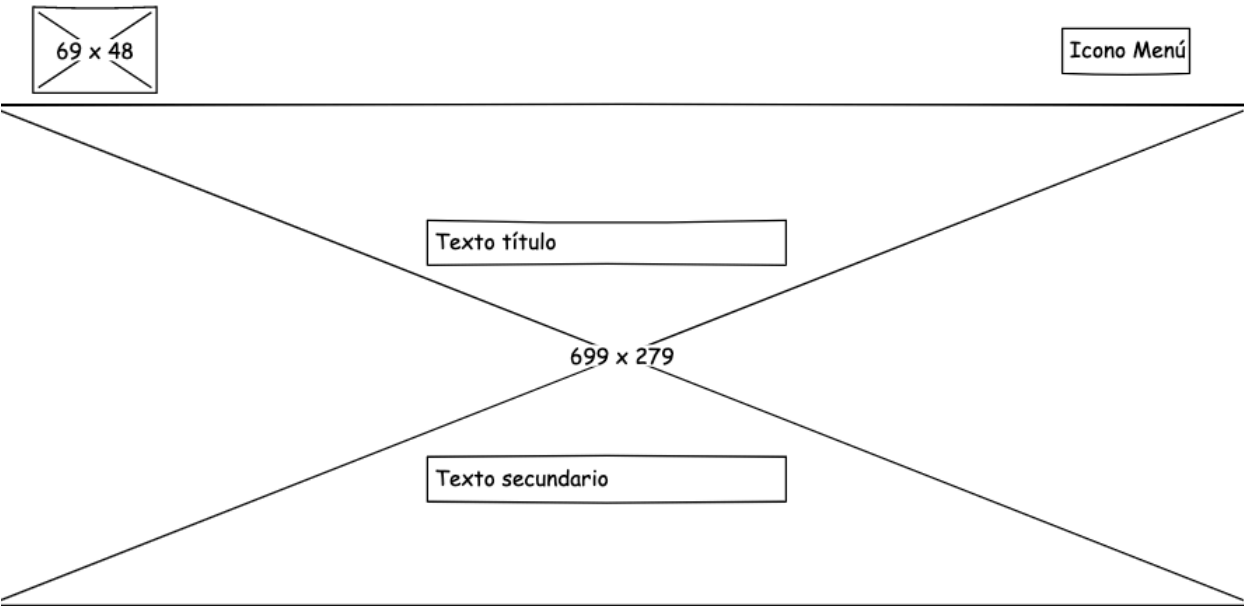 69 x 48
Icono Menú
Texto título
699 x 279
Texto secundario